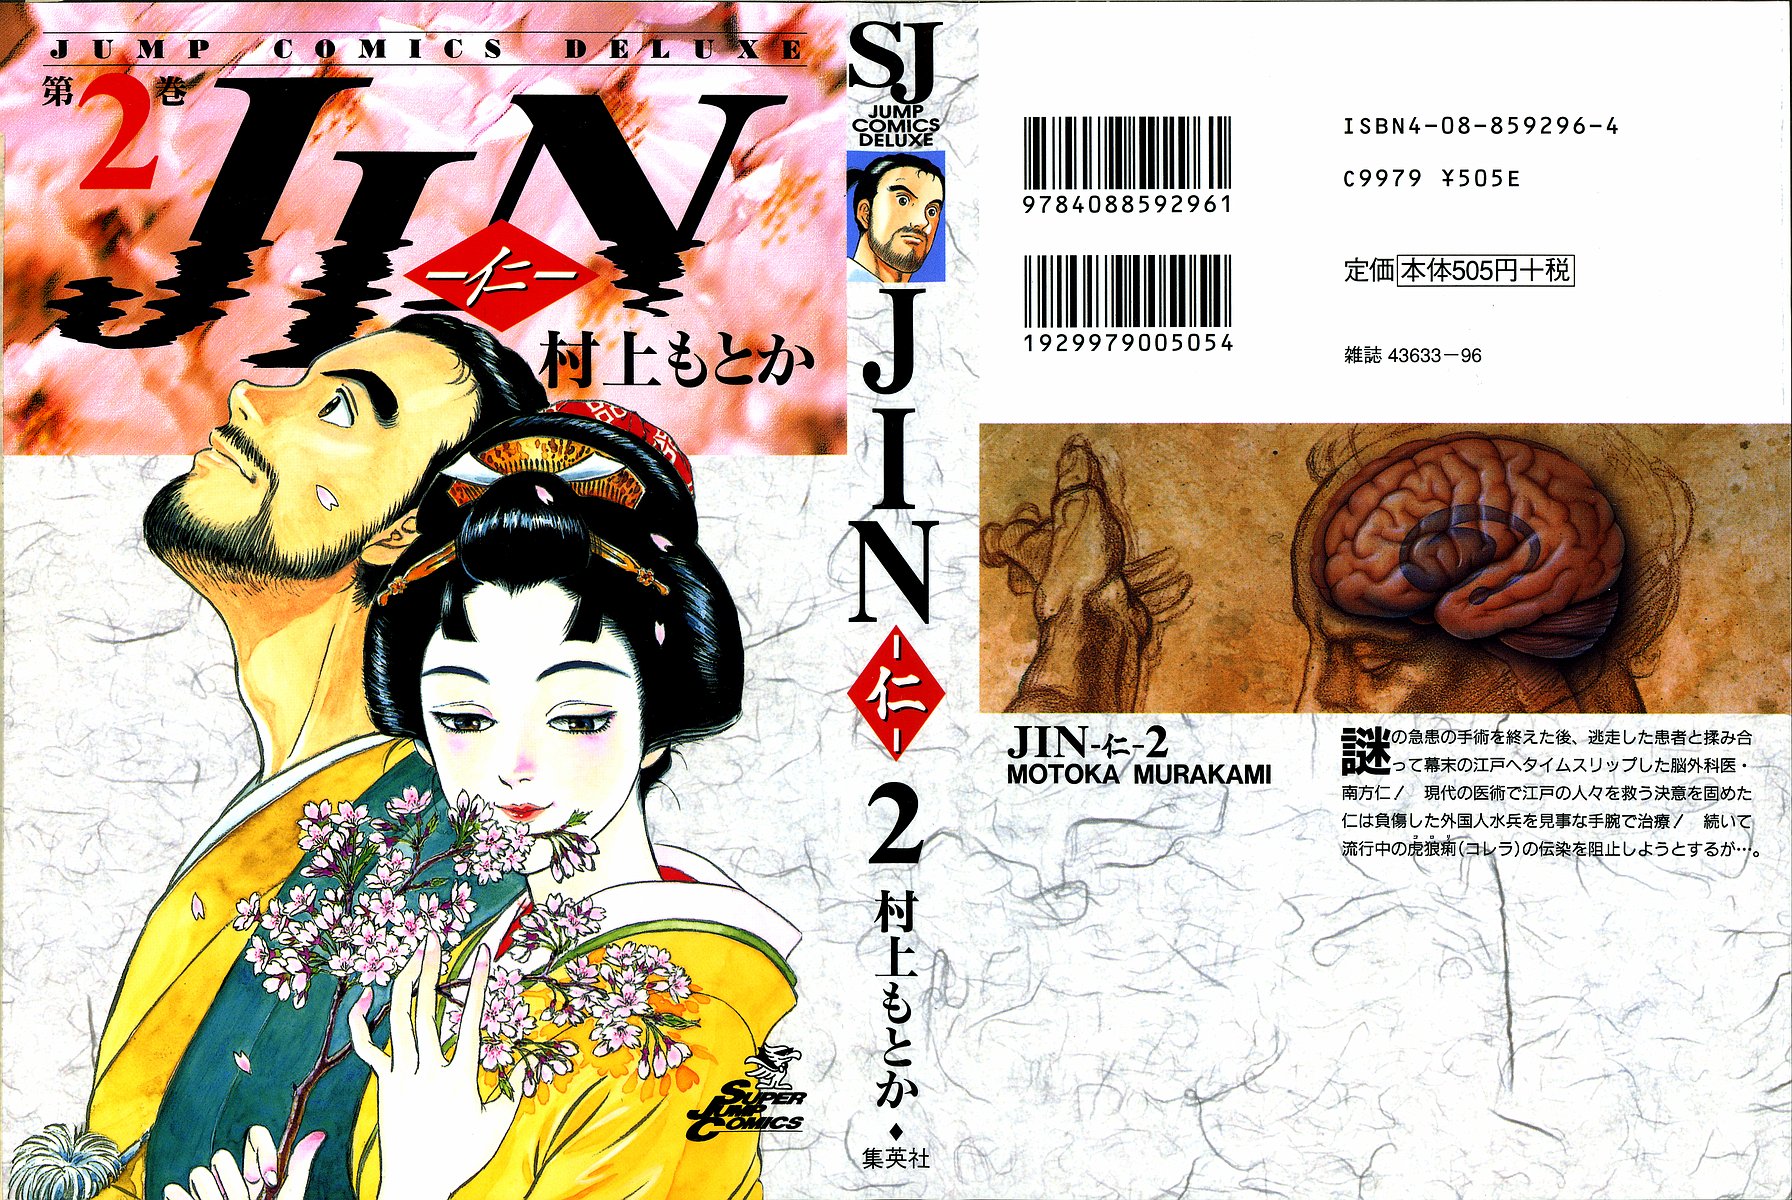 JUMP COMICS DELUXE
第2巻
JIN
―仁―
村上もとか
SUPER
JUMP
COMICS
SJ
JUMP
COMICS
DELUXE
JIN
―仁―
2
村上もとか
◆
集英社
9784088592961
1929979005054
ISBN4-08-859296-4
C9979 ¥505E
定価本体505円+税
雑誌 43633-96
JIN-仁-2
MOTOKA MURAKAMI
謎の急患の手術を終えた後、逃走した患者と揉み合
って幕末の江戸へタイムスリップした脳外科医・
南方仁! 現代の医術で江戸の人々を救う決意を固めた
仁は負傷した外国人水兵を見事な手腕で治療! 続いて
コロリ
流行中の虎狼痢(コレラ)の伝染を阻止しようとするが…。